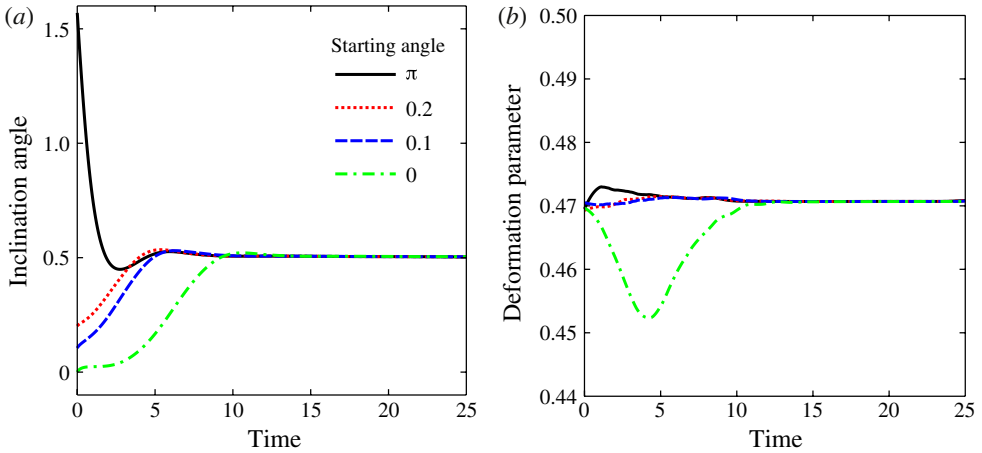 (a)
1.5
1.0
0.5
0
Inclination angle
Starting angle
π
0.2
0.1
0
0 5 10 15 20 25
Time
(b)
0.50
0.49
0.48
0.47
0.46
0.45
0.44
Deformation parameter
0 5 10 15 20 25
Time